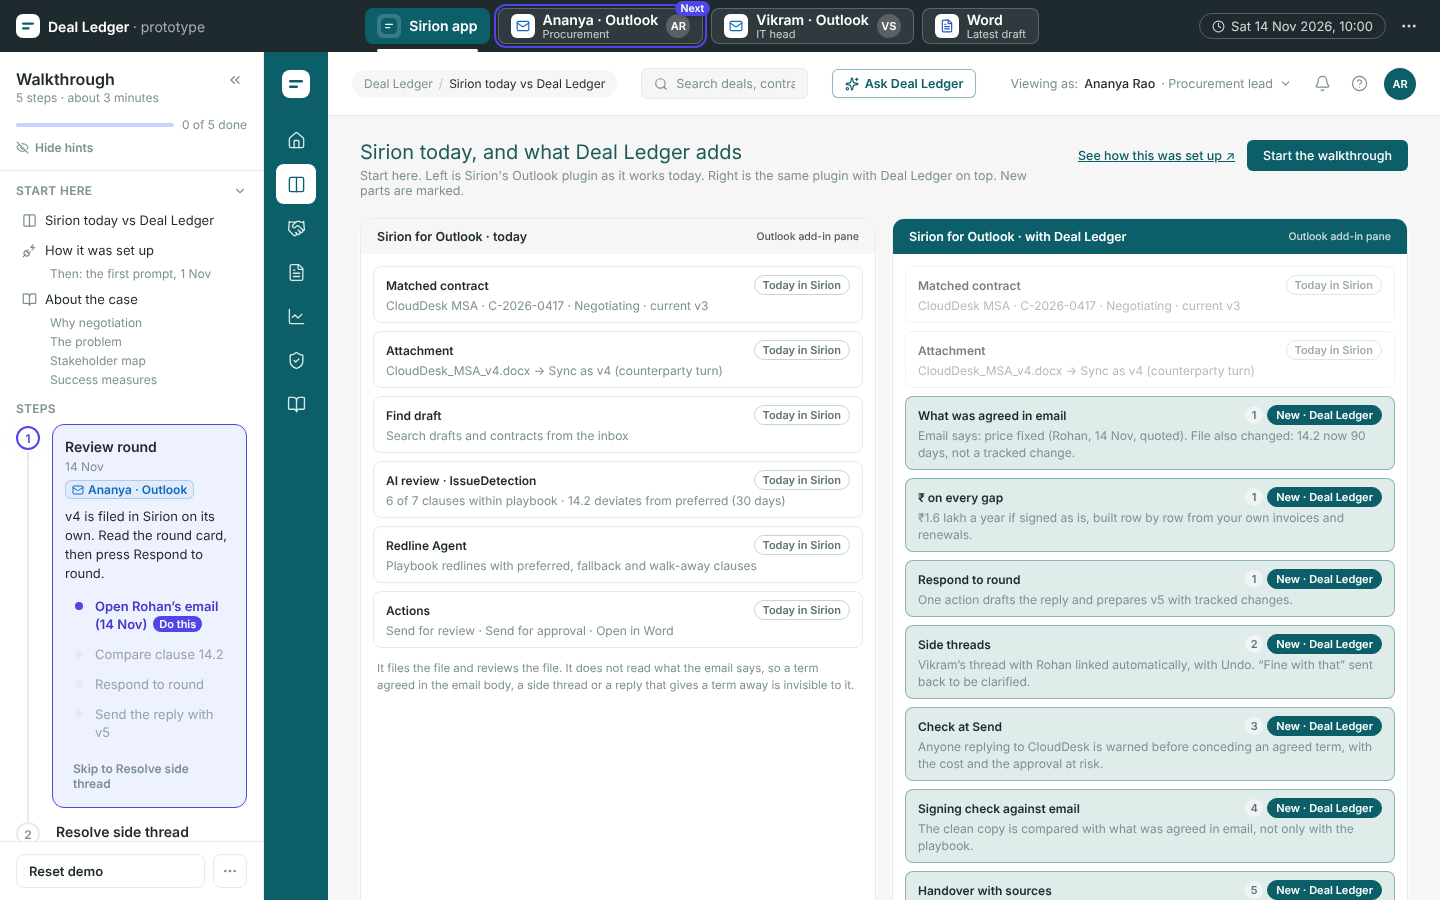 Deal Ledger · prototype
Sirion app
Ananya · Outlook
Procurement
AR
Next
Vikram · Outlook
IT head
VS
Word
Latest draft
Sat 14 Nov 2026, 10:00
Walkthrough
5 steps · about 3 minutes
0 of 5 done
Hide hints
START HERE
Sirion today vs Deal Ledger
How it was set up
Then: the first prompt, 1 Nov
About the case
Why negotiation
The problem
Stakeholder map
Success measures
STEPS
1
Review round
14 Nov
Ananya · Outlook
v4 is filed in Sirion on its
own. Read the round card,
then press Respond to
round.
Open Rohan's email
(14 Nov) Do this
Compare clause 14.2
Respond to round
Send the reply with
v5
Skip to Resolve side
thread
2
Resolve side thread
Reset demo
Deal Ledger / Sirion today vs Deal Ledger
Search deals, contra
Ask Deal Ledger
Viewing as: Ananya Rao · Procurement lead
AR
Sirion today, and what Deal Ledger adds
Start here. Left is Sirion's Outlook plugin as it works today. Right is the same plugin with Deal Ledger on top. New
parts are marked.
See how this was set up ↗
Start the walkthrough
Sirion for Outlook · today
Outlook add-in pane
Matched contract
Today in Sirion
CloudDesk MSA · C-2026-0417 · Negotiating · current v3
Attachment
Today in Sirion
CloudDesk_MSA_v4.docx → Sync as v4 (counterparty turn)
Find draft
Today in Sirion
Search drafts and contracts from the inbox
AI review · IssueDetection
Today in Sirion
6 of 7 clauses within playbook · 14.2 deviates from preferred (30 days)
Redline Agent
Today in Sirion
Playbook redlines with preferred, fallback and walk-away clauses
Actions
Today in Sirion
Send for review · Send for approval · Open in Word
It files the file and reviews the file. It does not read what the email says, so a term
agreed in the email body, a side thread or a reply that gives a term away is invisible to it.
Sirion for Outlook · with Deal Ledger
Outlook add-in pane
Matched contract
Today in Sirion
CloudDesk MSA · C-2026-0417 · Negotiating · current v3
Attachment
Today in Sirion
CloudDesk_MSA_v4.docx → Sync as v4 (counterparty turn)
What was agreed in email
1 New · Deal Ledger
Email says: price fixed (Rohan, 14 Nov, quoted). File also changed: 14.2 now 90
days, not a tracked change.
₹ on every gap
1 New · Deal Ledger
₹1.6 lakh a year if signed as is, built row by row from your own invoices and
renewals.
Respond to round
1 New · Deal Ledger
One action drafts the reply and prepares v5 with tracked changes.
Side threads
2 New · Deal Ledger
Vikram's thread with Rohan linked automatically, with Undo. “Fine with that” sent
back to be clarified.
Check at Send
3 New · Deal Ledger
Anyone replying to CloudDesk is warned before conceding an agreed term, with
the cost and the approval at risk.
Signing check against email
4 New · Deal Ledger
The clean copy is compared with what was agreed in email, not only with the
playbook.
Handover with sources
5 New · Deal Ledger